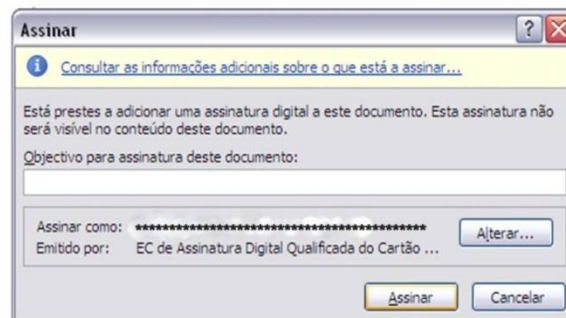 Assinar
?
Consultar as informações adicionais sobre o que está a assinar...
Está prestes a adicionar uma assinatura digital a este documento. Esta assinatura não
será visível no conteúdo deste documento.
Objectivo para assinatura deste documento:
Assinar como: ********************************************
Alterar...
Emitido por: EC de Assinatura Digital Qualificada do Cartão ...
Assinar
Cancelar